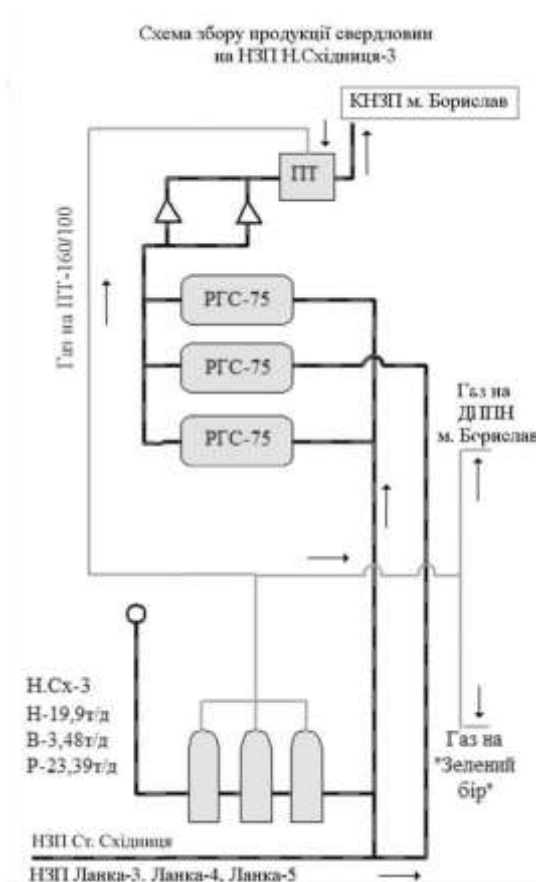 Схема збору продукції свердловин
на НЗП Н.Східниця-3
КНЗП м. Борислав
ПТ
Газ на ПТ-160/100
РГС-75
РГС-75
РГС-75
Газ на
ДППН
м. Борислав
Н.Сх-3
Н-19,9т/д
В-3,48т/д
Р-23,39т/д
Газ на
"Зелений
бір"
НЗП Ст. Східниця
НЗП Ланка-3, Ланка-4, Ланка-5